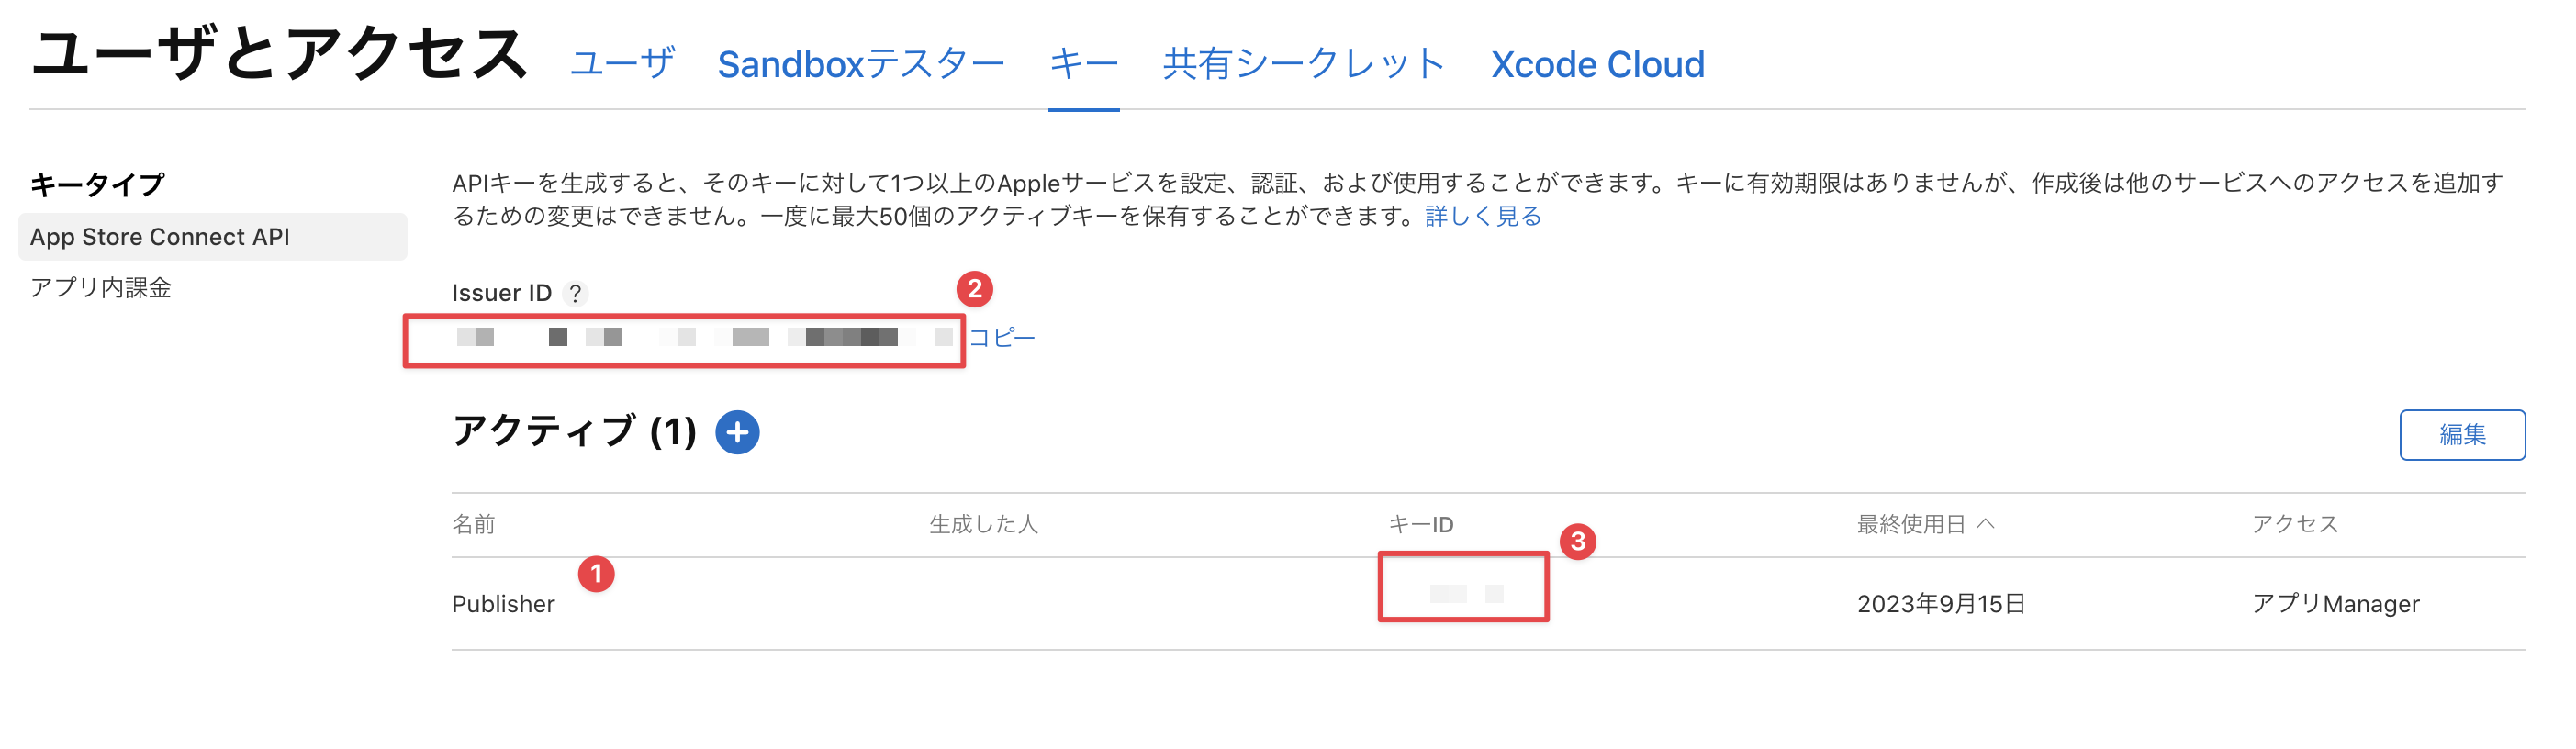 ユーザとアクセス ユーザ Sandboxテスター キー 共有シークレット Xcode Cloud
キータイプ
App Store Connect API
アプリ内課金
APIキーを生成すると、そのキーに対して1つ以上のAppleサービスを設定、認証、および使用することができます。キーに有効期限はありませんが、作成後は他のサービスへのアクセスを追加す
るための変更はできません。一度に最大50個のアクティブキーを保有することができます。詳しく見る
Issuer ID ? 2
コピー
アクティブ (1) +
編集
名前 生成した人 キーID 最終使用日 アクセス
1 3
Publisher 2023年9月15日 アプリManager